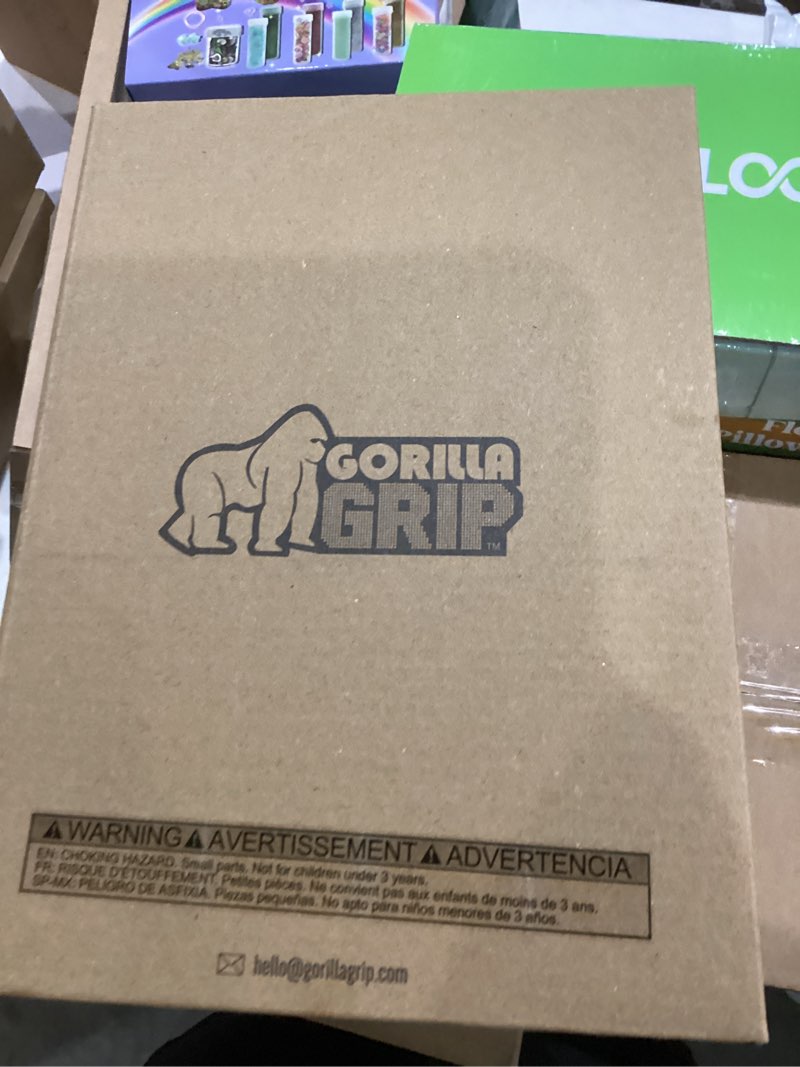 LOO
GORILLA
GRIP™
⚠ WARNING ⚠ AVERTISSEMENT ⚠ ADVERTENCIA
EN: CHOKING HAZARD. Small parts. Not for children under 3 years.
FR: RISQUE D'ÉTOUFFEMENT. Petites pièces. Ne convient pas aux enfants de moins de 3 ans.
SP-MX: PELIGRO DE ASFIXIA. Piezas pequeñas. No apto para niños menores de 3 años.
hello@gorillagrip.com